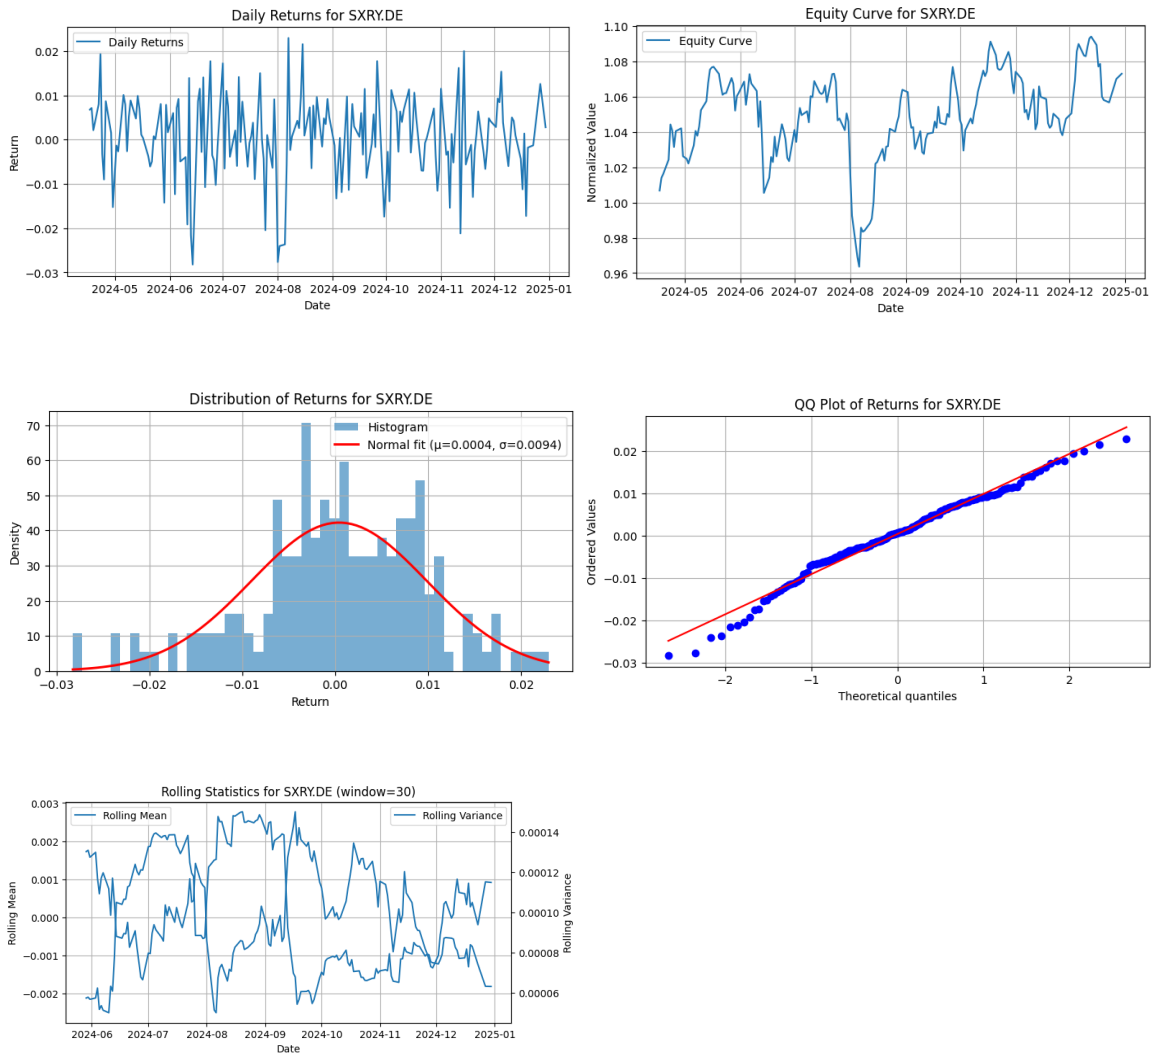 Daily Returns for SXRY.DE
Daily Returns
0.02
0.01
0.00
−0.01
−0.02
−0.03
Return
2024-05 2024-06 2024-07 2024-08 2024-09 2024-10 2024-11 2024-12 2025-01
Date
Equity Curve for SXRY.DE
Equity Curve
1.10
1.08
1.06
1.04
1.02
1.00
0.98
0.96
Normalized Value
2024-05 2024-06 2024-07 2024-08 2024-09 2024-10 2024-11 2024-12 2025-01
Date
Distribution of Returns for SXRY.DE
Histogram
Normal fit (μ=0.0004, σ=0.0094)
70
60
50
40
30
20
10
0
Density
−0.03 −0.02 −0.01 0.00 0.01 0.02
Return
QQ Plot of Returns for SXRY.DE
0.02
0.01
0.00
−0.01
−0.02
−0.03
Ordered Values
−2 −1 0 1 2
Theoretical quantiles
Rolling Statistics for SXRY.DE (window=30)
Rolling Mean
Rolling Variance
0.003
0.002
0.001
0.000
−0.001
−0.002
Rolling Mean
0.00014
0.00012
0.00010
0.00008
0.00006
Rolling Variance
2024-06 2024-07 2024-08 2024-09 2024-10 2024-11 2024-12 2025-01
Date